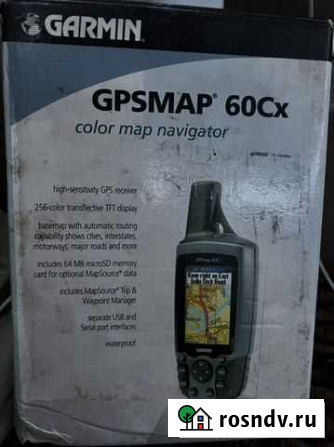 GARMIN.
GPSMAP® 60Cx
color map navigator
high-sensitivity GPS receiver
256-color transflective TFT display
basemap with automatic routing
capability shows cities, interstates,
motorways, major roads and more
includes 64 MB microSD memory
card for optional MapSource® data
includes MapSource® Trip &
Waypoint Manager
separate USB and
Serial port interfaces
waterproof
GARMIN
rosndv.ru